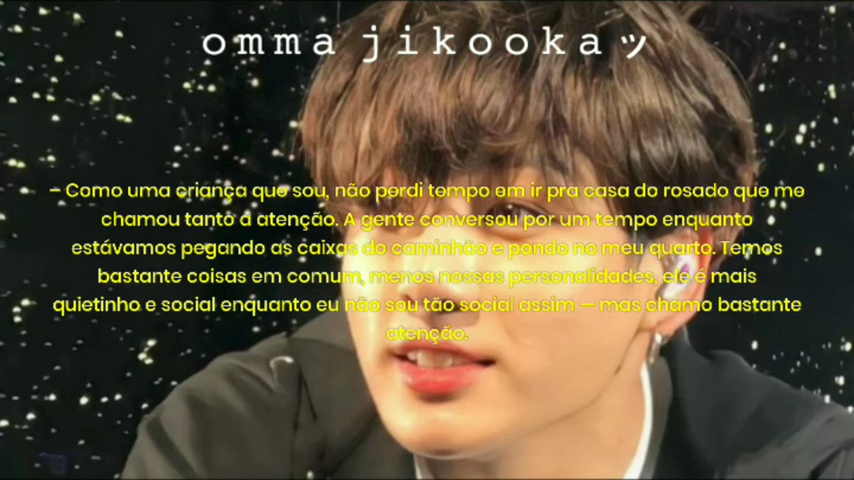 omma jikookaッ
– Como uma criança que sou, não perdi tempo em ir pra casa do rosado que me
chamou tanto a atenção. A gente conversou por um tempo enquanto
estávamos pegando as caixas do caminhão e pondo no meu quarto. Temos
bastante coisas em comum, menos nossas personalidades, ele é mais
quietinho e social enquanto eu não sou tão social assim — mas chamo bastante
atenção.